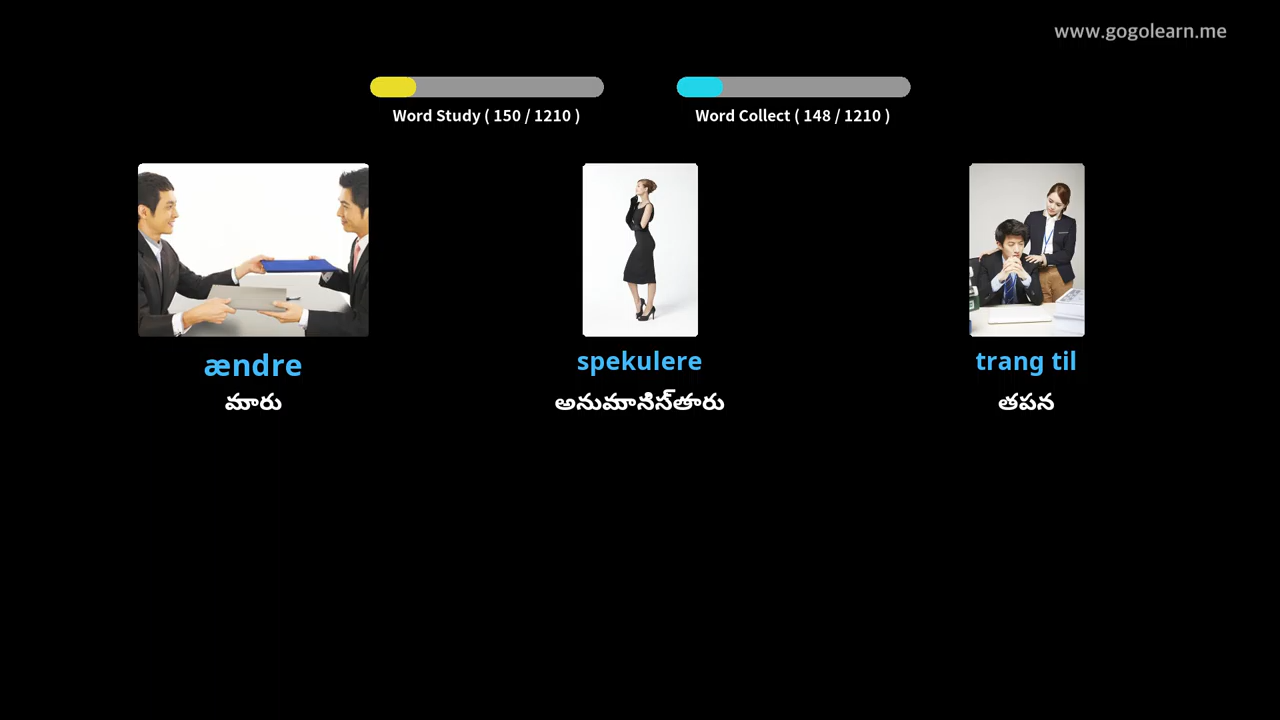 www.gogolearn.me
Word Study ( 150 / 1210 )
Word Collect ( 148 / 1210 )
ændre
spekulere
trang til
మారు
అనుమానిస్తారు
తపన